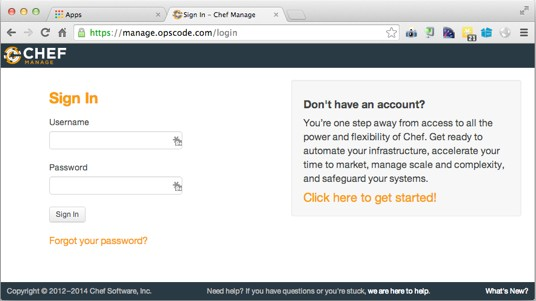 Apps
Sign In - Chef Manage
https://manage.opscode.com/login
23
CHEF
MANAGE
Sign In
Username
Password
Sign In
Forgot your password?
Don't have an account?
You're one step away from access to all the
power and flexibility of Chef. Get ready to
automate your infrastructure, accelerate your
time to market, manage scale and complexity,
and safeguard your systems.
Click here to get started!
Copyright © 2012–2014 Chef Software, Inc.
Need help? If you have questions or you're stuck, we are here to help.
What's New?